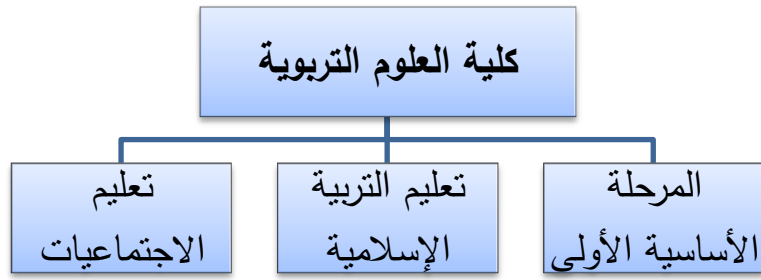 كلية العلوم التربوية
المرحلة
الأساسية الأولى
تعليم التربية
الإسلامية
تعليم
الاجتماعيات